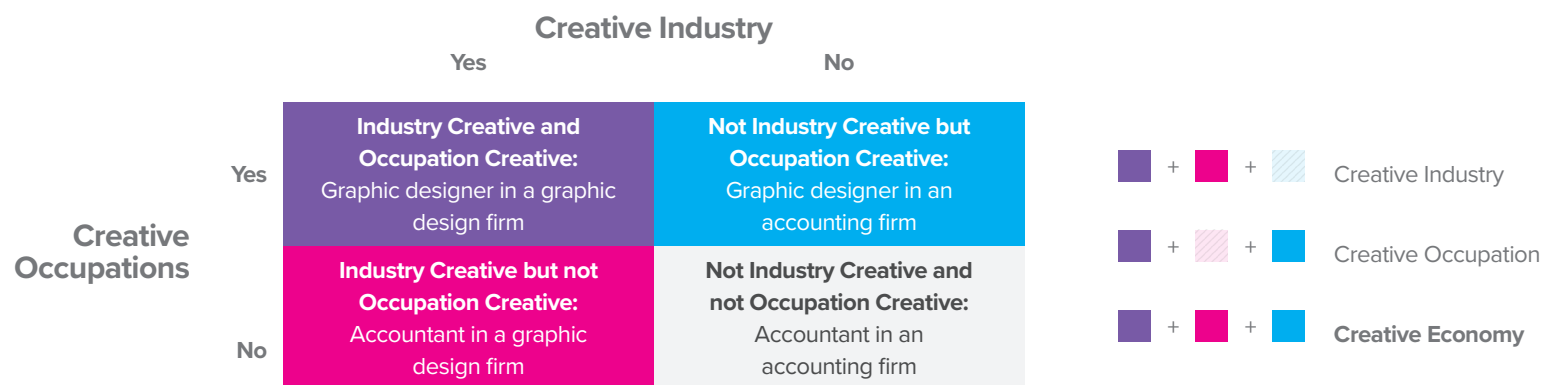 Creative Industry
Yes
No
Yes
Creative
Occupations
No
Industry Creative and
Occupation Creative:
Graphic designer in a graphic
design firm
Not Industry Creative but
Occupation Creative:
Graphic designer in an
accounting firm
Industry Creative but not
Occupation Creative:
Accountant in a graphic
design firm
Not Industry Creative and
not Occupation Creative:
Accountant in an
accounting firm
+ + Creative Industry
+ + Creative Occupation
+ + Creative Economy